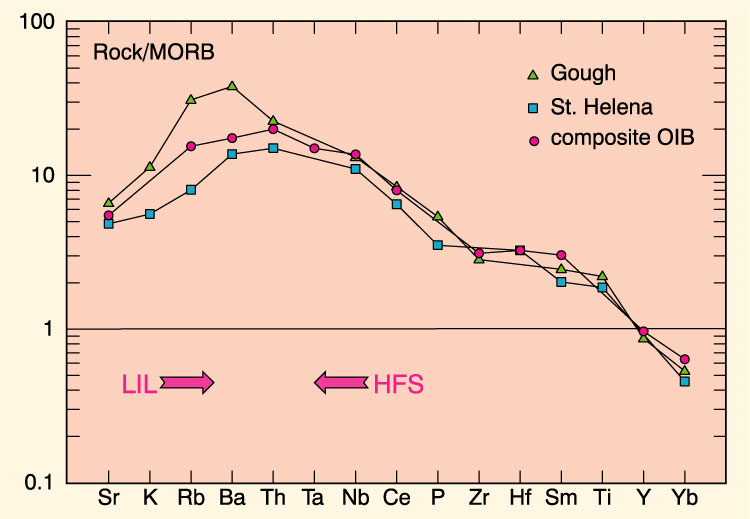 100
Rock/MORB
Gough
St. Helena
composite OIB
10
1
LIL
HFS
0.1
Sr K Rb Ba Th Ta Nb Ce P Zr Hf Sm Ti Y Yb